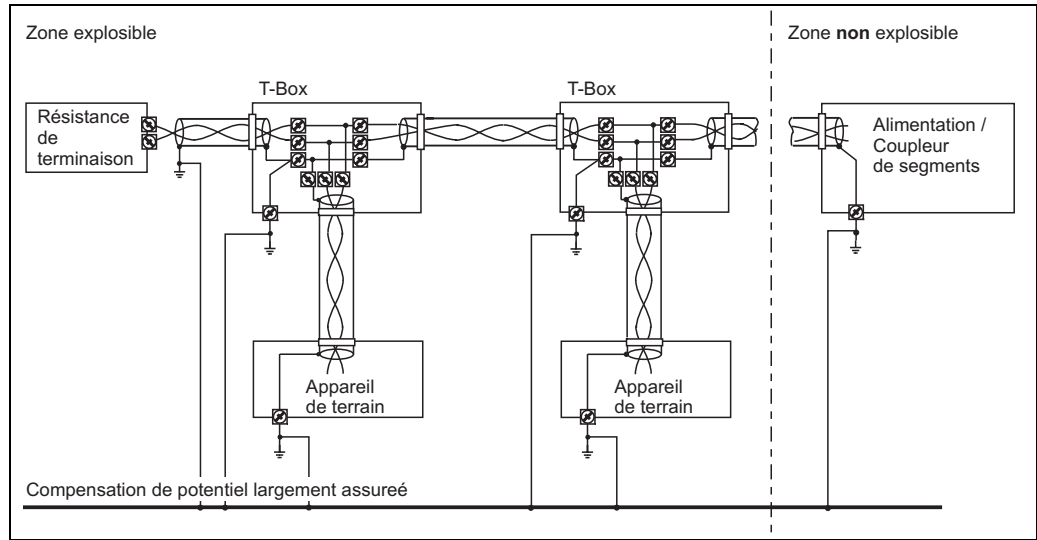 Zone explosible
Zone non explosible
T-Box
T-Box
Résistance
de
terminaison
Alimentation /
Coupleur
de segments
Appareil
de terrain
Appareil
de terrain
Compensation de potentiel largement assureé